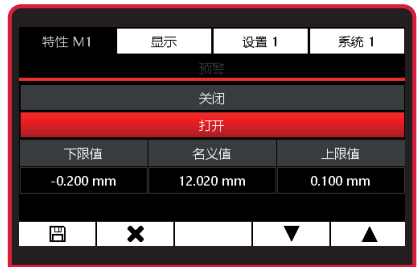 特性 M1 显示 设置 1 系统 1
预警
关闭
打开
下限值 名义值 上限值
-0.200 mm 12.020 mm 0.100 mm